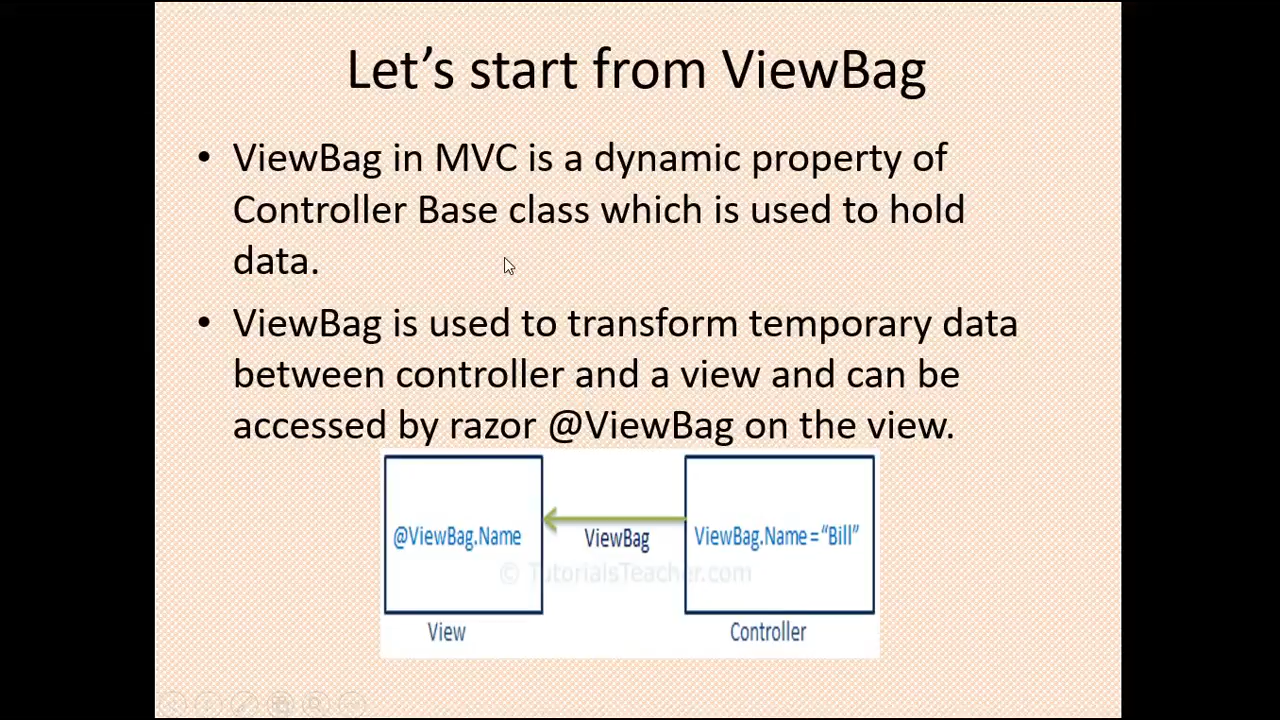 Let’s start from ViewBag
• ViewBag in MVC is a dynamic property of
Controller Base class which is used to hold
data.
• ViewBag is used to transform temporary data
between controller and a view and can be
accessed by razor @ViewBag on the view.
@ViewBag.Name
ViewBag
ViewBag.Name = “Bill”
© TutorialsTeacher.com
View
Controller